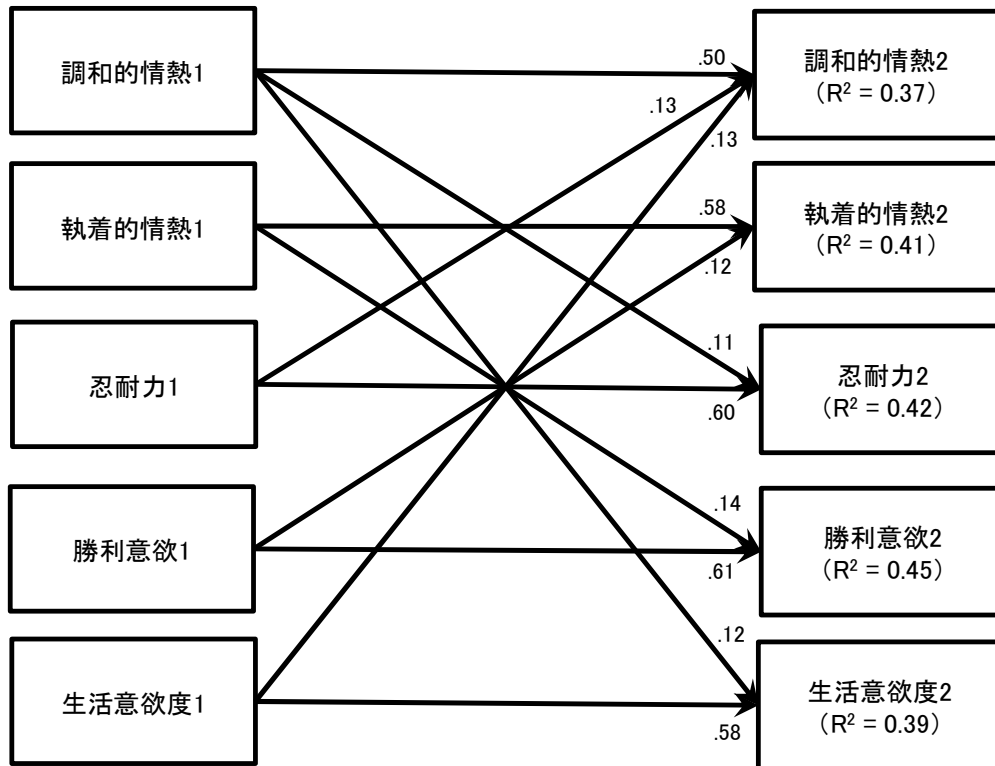 調和的情熱1
.50
調和的情熱2
（R² = 0.37）
.13
.13
執着的情熱1
.58
執着的情熱2
（R² = 0.41）
.12
忍耐力1
.11
忍耐力2
（R² = 0.42）
.60
勝利意欲1
.14
勝利意欲2
（R² = 0.45）
.61
生活意欲度1
.12
生活意欲度2
（R² = 0.39）
.58